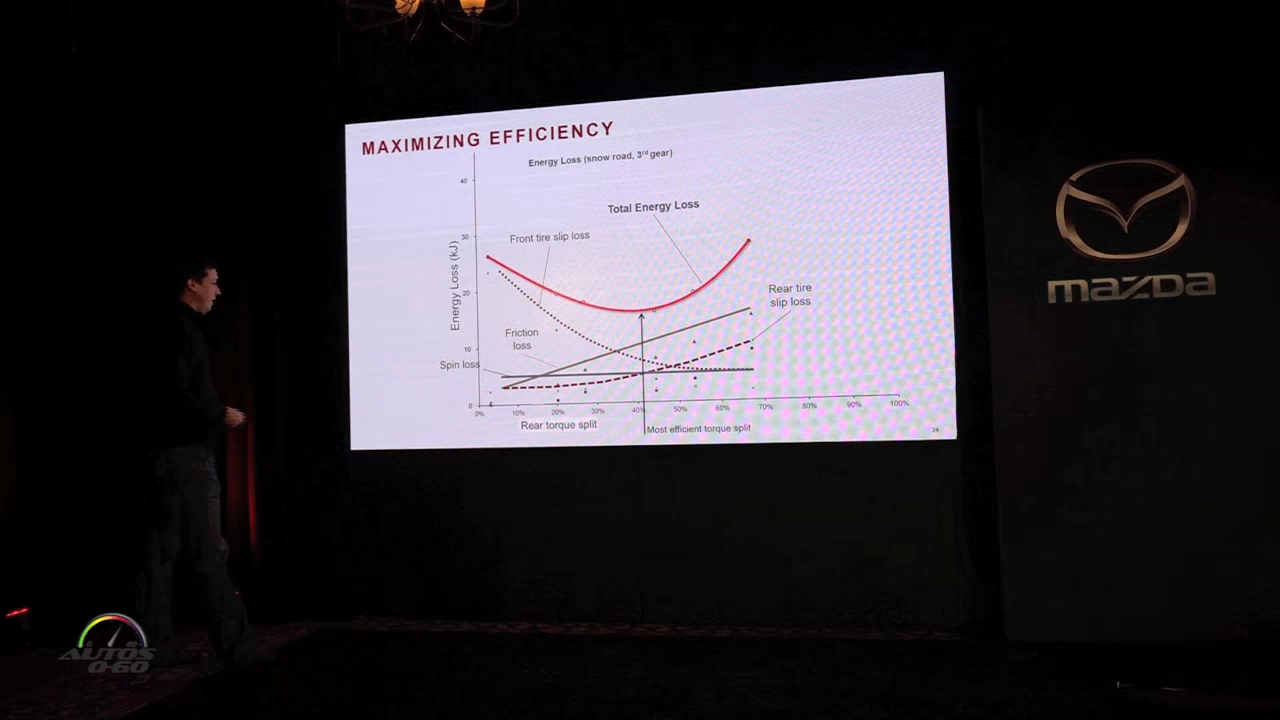 MAXIMIZING EFFICIENCY
Energy Loss (snow road, 3rd gear)
40
30
20
10
0
Energy Loss (kJ)
Total Energy Loss
Front tire slip loss
Rear tire
slip loss
Friction
loss
Spin loss
0%
10%
20%
30%
40%
50%
60%
70%
80%
90%
100%
Rear torque split
Most efficient torque split
24
mazda
AUTOS
0-60